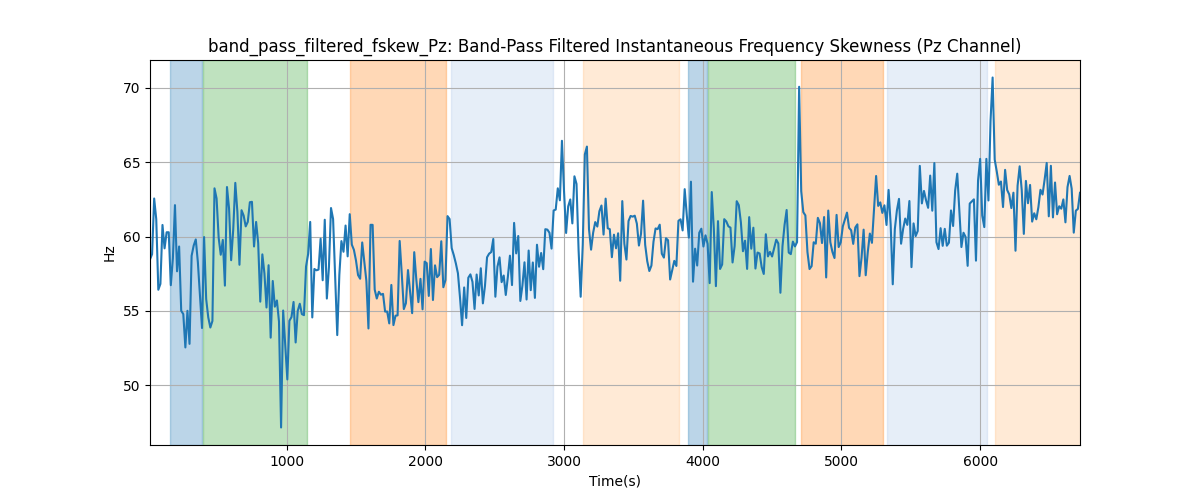 band_pass_filtered_fskew_Pz: Band-Pass Filtered Instantaneous Frequency Skewness (Pz Channel)
70
65
60
55
50
Hz
1000 2000 3000 4000 5000 6000
Time(s)